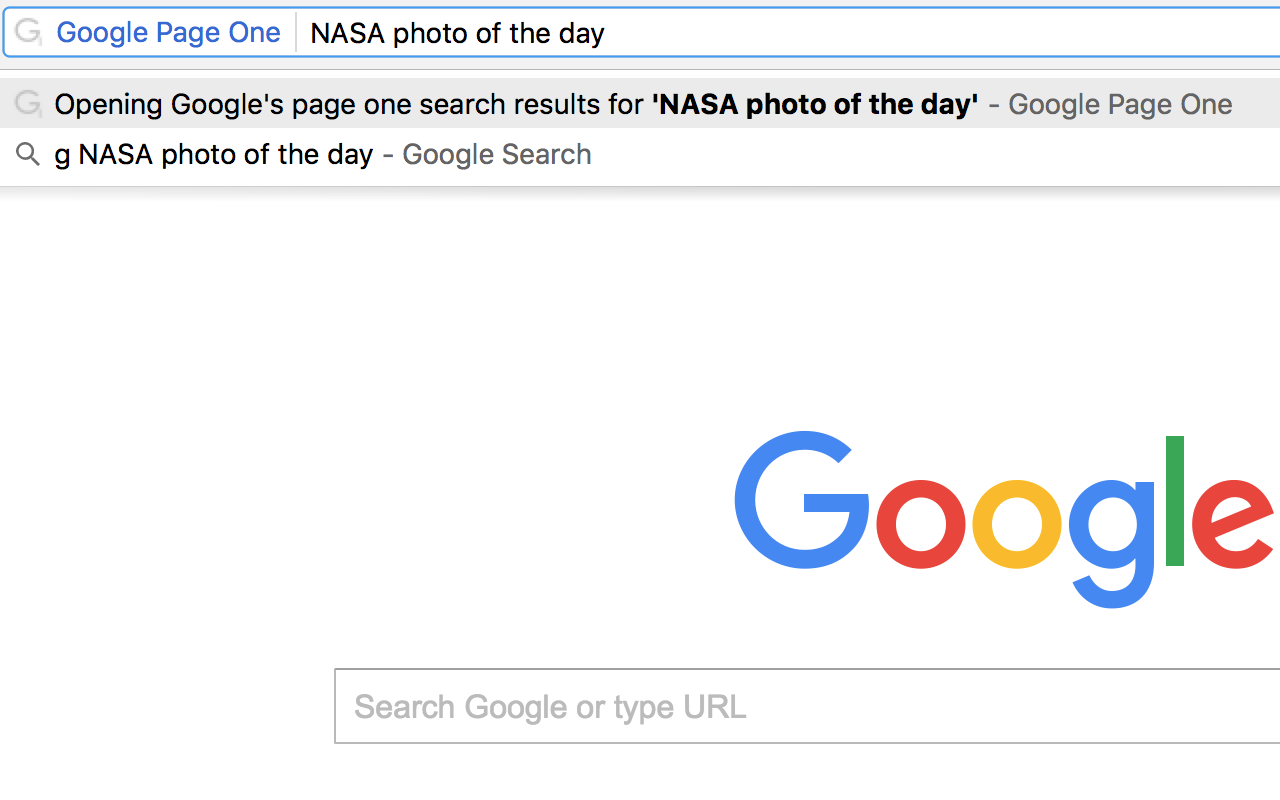 Google Page One NASA photo of the day
Opening Google's page one search results for 'NASA photo of the day' - Google Page One
g NASA photo of the day - Google Search
Google
Search Google or type URL